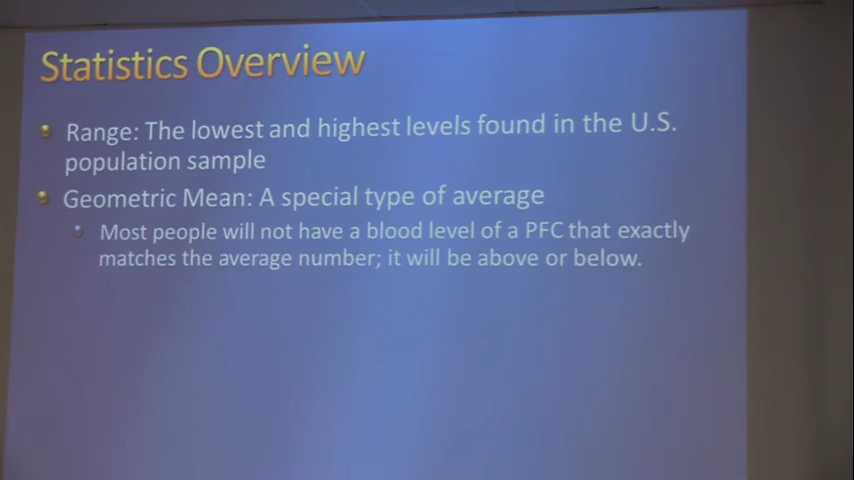 Statistics Overview
Range: The lowest and highest levels found in the U.S.
population sample
Geometric Mean: A special type of average
Most people will not have a blood level of a PFC that exactly
matches the average number; it will be above or below.